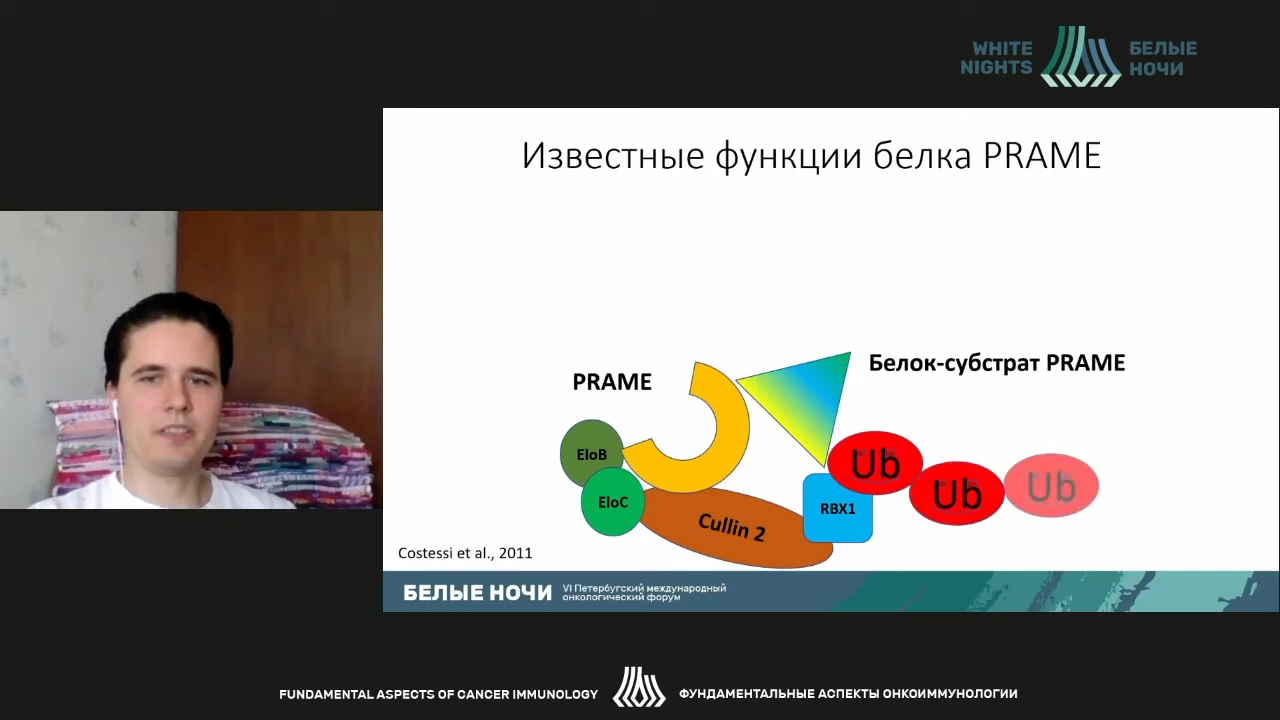 WHITE
NIGHTS
БЕЛЫЕ
НОЧИ
Известные функции белка PRAME
PRAME
Белок-субстрат PRAME
EloB
EloC
Cullin 2
RBX1
Ub
Ub
Ub
Costessi et al., 2011
БЕЛЫЕ НОЧИ
VI Петербугский международный
онкологический форум
FUNDAMENTAL ASPECTS OF CANCER IMMUNOLOGY
ФУНДАМЕНТАЛЬНЫЕ АСПЕКТЫ ОНКОИММУНОЛОГИИ